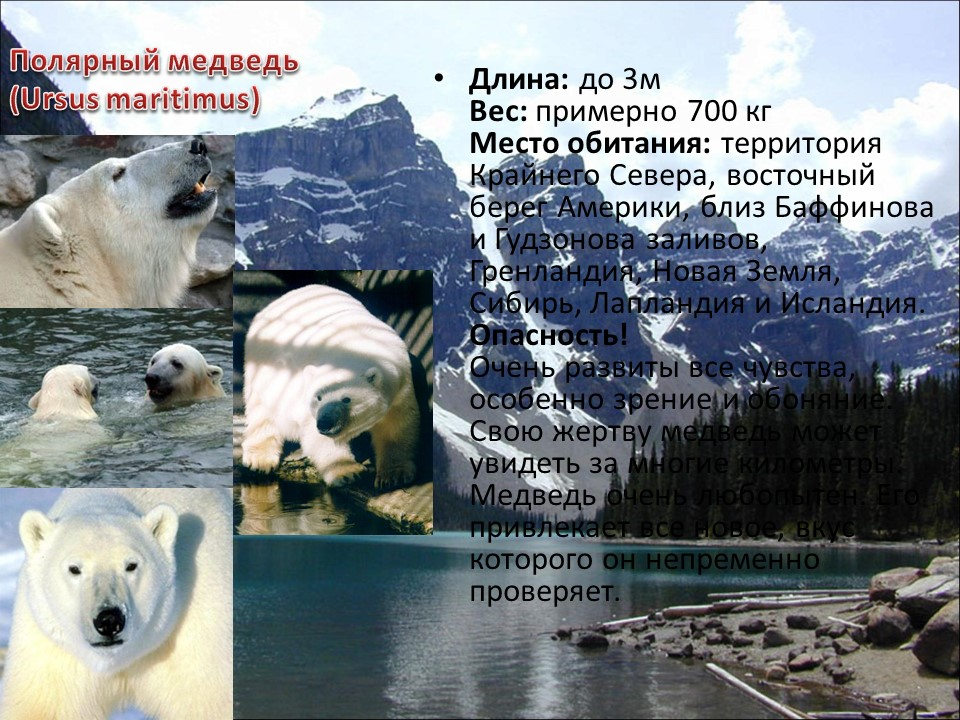 Полярный медведь
(Ursus maritimus)
• Длина: до 3м
Вес: примерно 700 кг
Место обитания: территория
Крайнего Севера, восточный
берег Америки, близ Баффинова
и Гудзонова заливов,
Гренландия, Новая Земля,
Сибирь, Лапландия и Исландия.
Опасность!
Очень развиты все чувства,
особенно зрение и обоняние.
Свою жертву медведь может
увидеть за многие километры.
Медведь очень любопытен. Его
привлекает все новое, вкус
которого он непременно
проверяет.